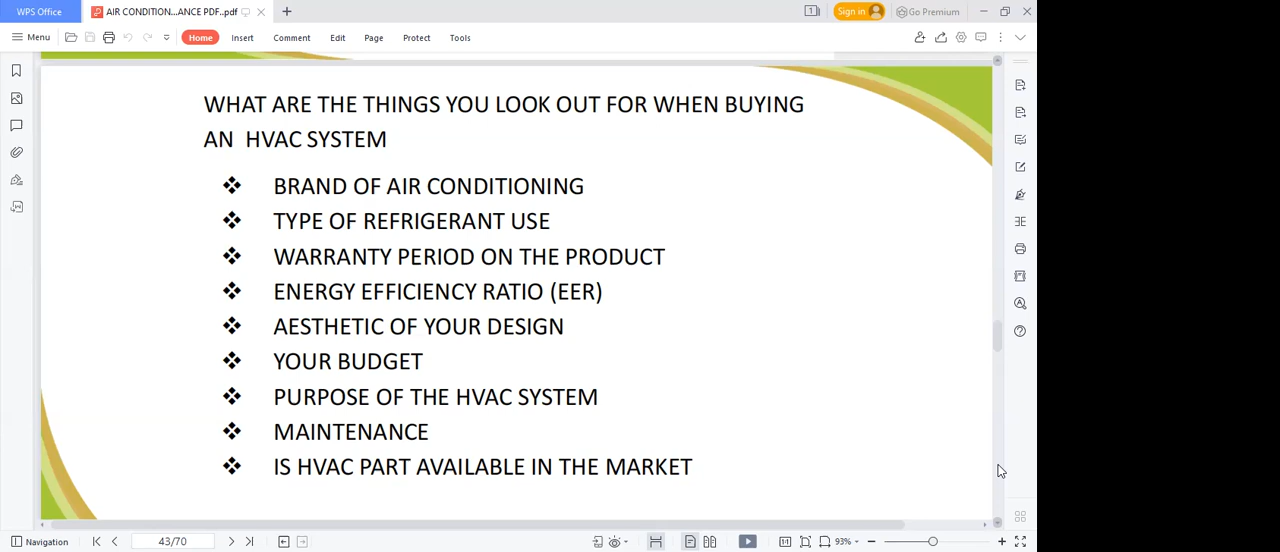 WPS Office
AIR CONDITION...ANCE PDF..pdf
Sign in
Go Premium
Menu
Home
Insert
Comment
Edit
Page
Protect
Tools
WHAT ARE THE THINGS YOU LOOK OUT FOR WHEN BUYING
AN HVAC SYSTEM
❖ BRAND OF AIR CONDITIONING
❖ TYPE OF REFRIGERANT USE
❖ WARRANTY PERIOD ON THE PRODUCT
❖ ENERGY EFFICIENCY RATIO (EER)
❖ AESTHETIC OF YOUR DESIGN
❖ YOUR BUDGET
❖ PURPOSE OF THE HVAC SYSTEM
❖ MAINTENANCE
❖ IS HVAC PART AVAILABLE IN THE MARKET
Navigation
43/70
93%